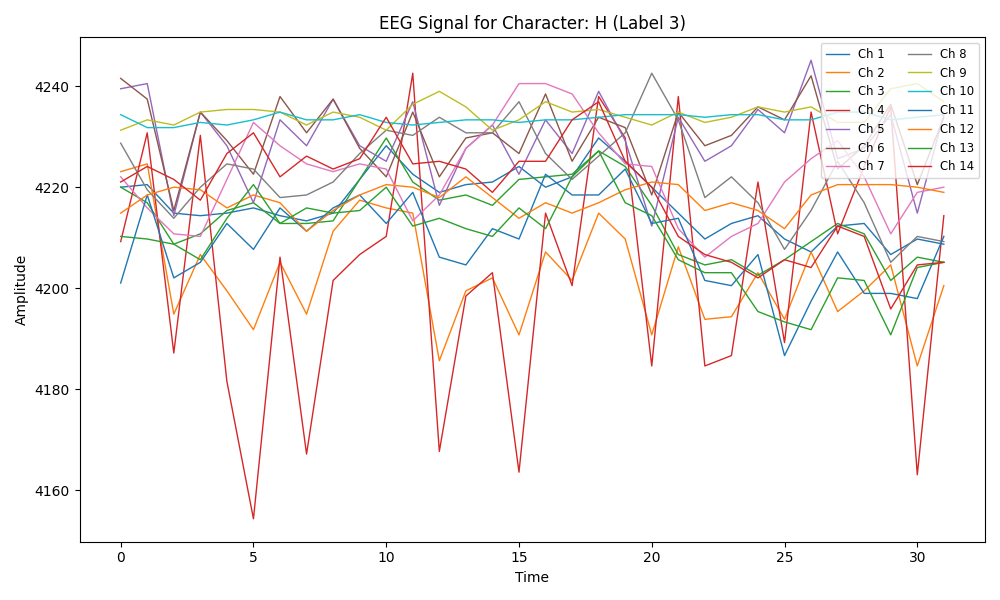 EEG Signal for Character: H (Label 3)
Amplitude
4240
4220
4200
4180
4160
0 5 10 15 20 25 30
Time
Ch 1
Ch 2
Ch 3
Ch 4
Ch 5
Ch 6
Ch 7
Ch 8
Ch 9
Ch 10
Ch 11
Ch 12
Ch 13
Ch 14